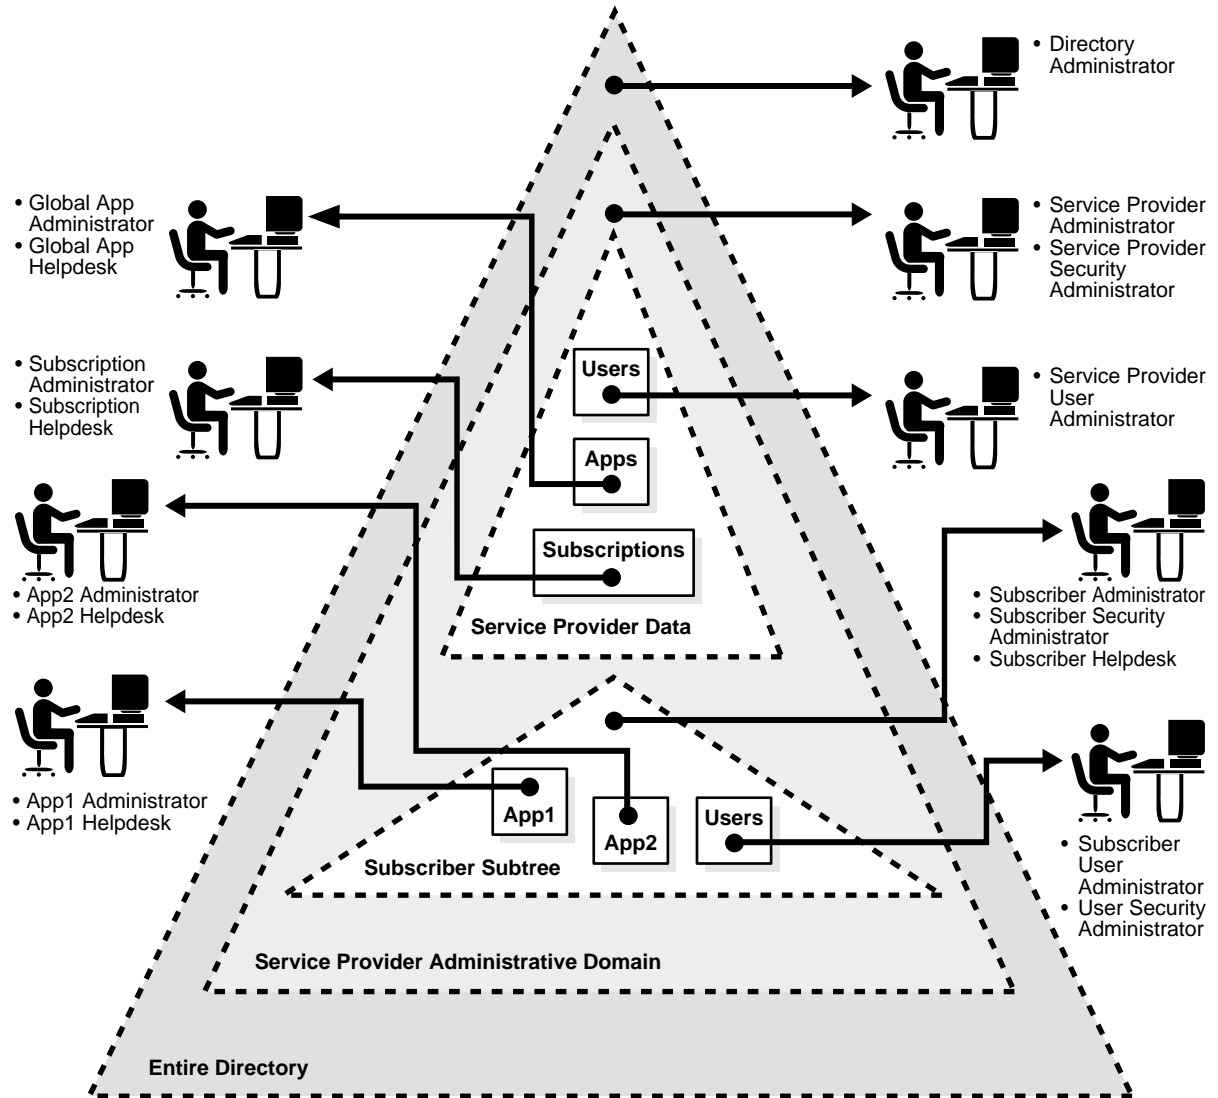 • Directory
Administrator
• Global App
Administrator
• Global App
Helpdesk
• Service Provider
Administrator
• Service Provider
Security
Administrator
• Subscription
Administrator
• Subscription
Helpdesk
Users
• Service Provider
User
Administrator
Apps
Subscriptions
• App2 Administrator
• App2 Helpdesk
• Subscriber Administrator
• Subscriber Security
Administrator
• Subscriber Helpdesk
Service Provider Data
• App1 Administrator
• App1 Helpdesk
App1
App2
Users
Subscriber Subtree
• Subscriber
User
Administrator
• User Security
Administrator
Service Provider Administrative Domain
Entire Directory